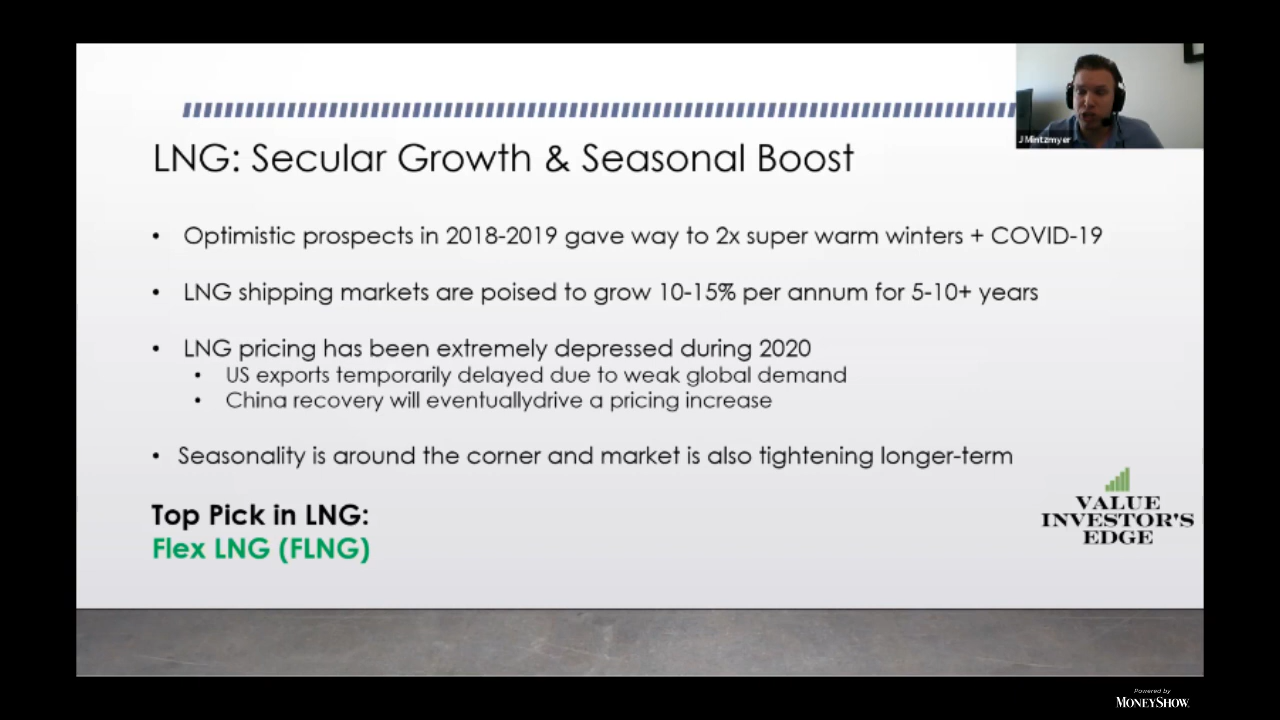 J Mintzmyer
LNG: Secular Growth & Seasonal Boost
• Optimistic prospects in 2018-2019 gave way to 2x super warm winters + COVID-19
• LNG shipping markets are poised to grow 10-15% per annum for 5-10+ years
• LNG pricing has been extremely depressed during 2020
• US exports temporarily delayed due to weak global demand
• China recovery will eventuallydrive a pricing increase
• Seasonality is around the corner and market is also tightening longer-term
Top Pick in LNG:
Flex LNG (FLNG)
VALUE
INVESTOR'S
EDGE
Powered by
MONEYSHOW